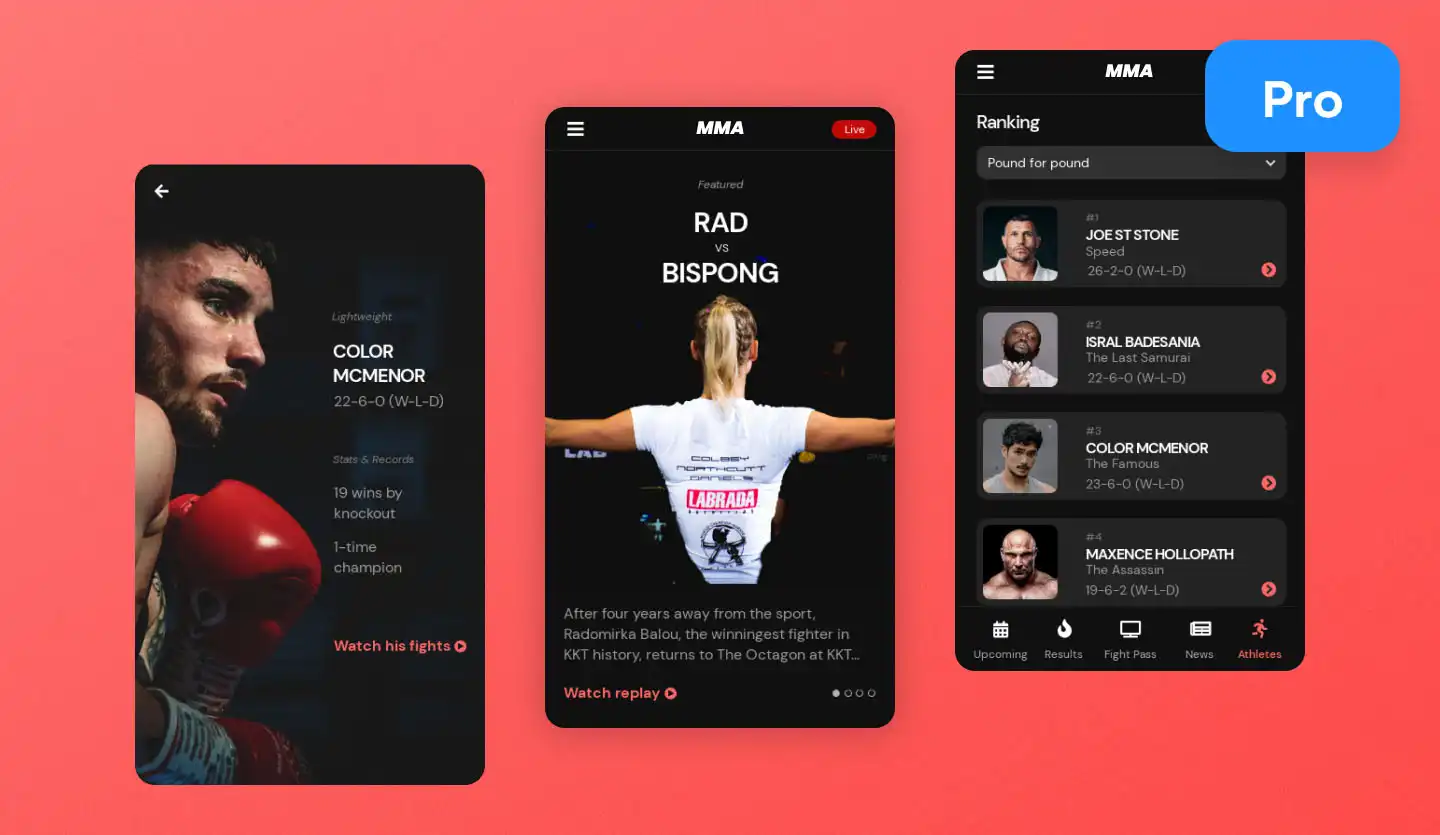 Lightweight
COLOR
MCMENOR
22-6-0 (W-L-D)
Stats & Records
19 wins by
knockout
1-time
champion
Watch his fights
MMA
Live
Featured
RAD
VS
BISPONG
LAB
COLBEY
NORTHCUTT
DANIELS
LABRADA
After four years away from the sport,
Radomirka Balou, the winningest fighter in
KKT history, returns to The Octagon at KKT...
Watch replay
MMA
Pro
Ranking
Pound for pound
#1
JOE ST STONE
Speed
26-2-0 (W-L-D)
#2
ISRAL BADESANIA
The Last Samurai
22-6-0 (W-L-D)
#3
COLOR MCMENOR
The Famous
23-6-0 (W-L-D)
#4
MAXENCE HOLLOPATH
The Assassin
19-6-2 (W-L-D)
Upcoming
Results
Fight Pass
News
Athletes